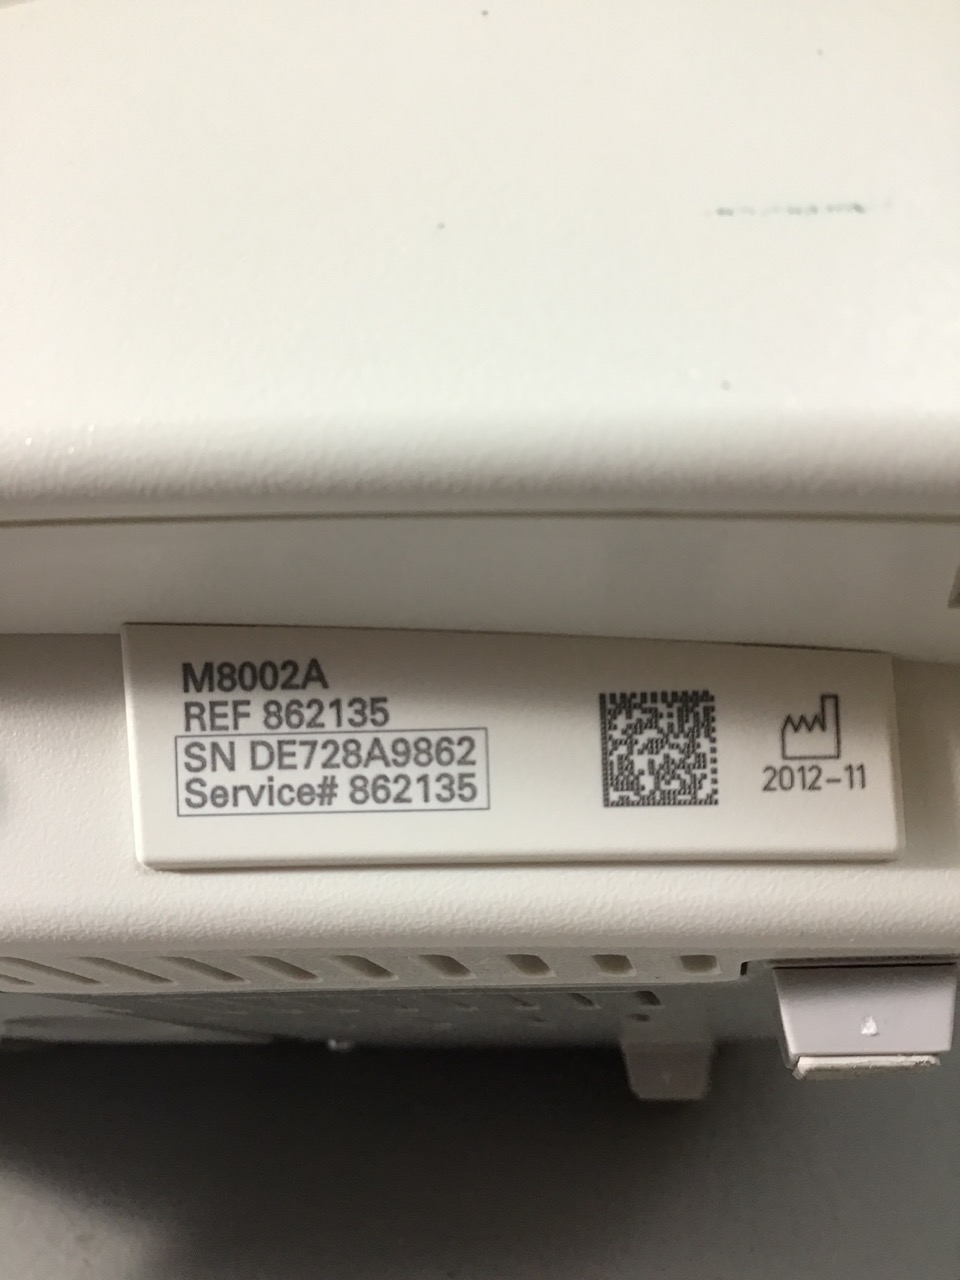 M8002A
REF 862135
SN DE728A9862
Service# 862135
2012-11